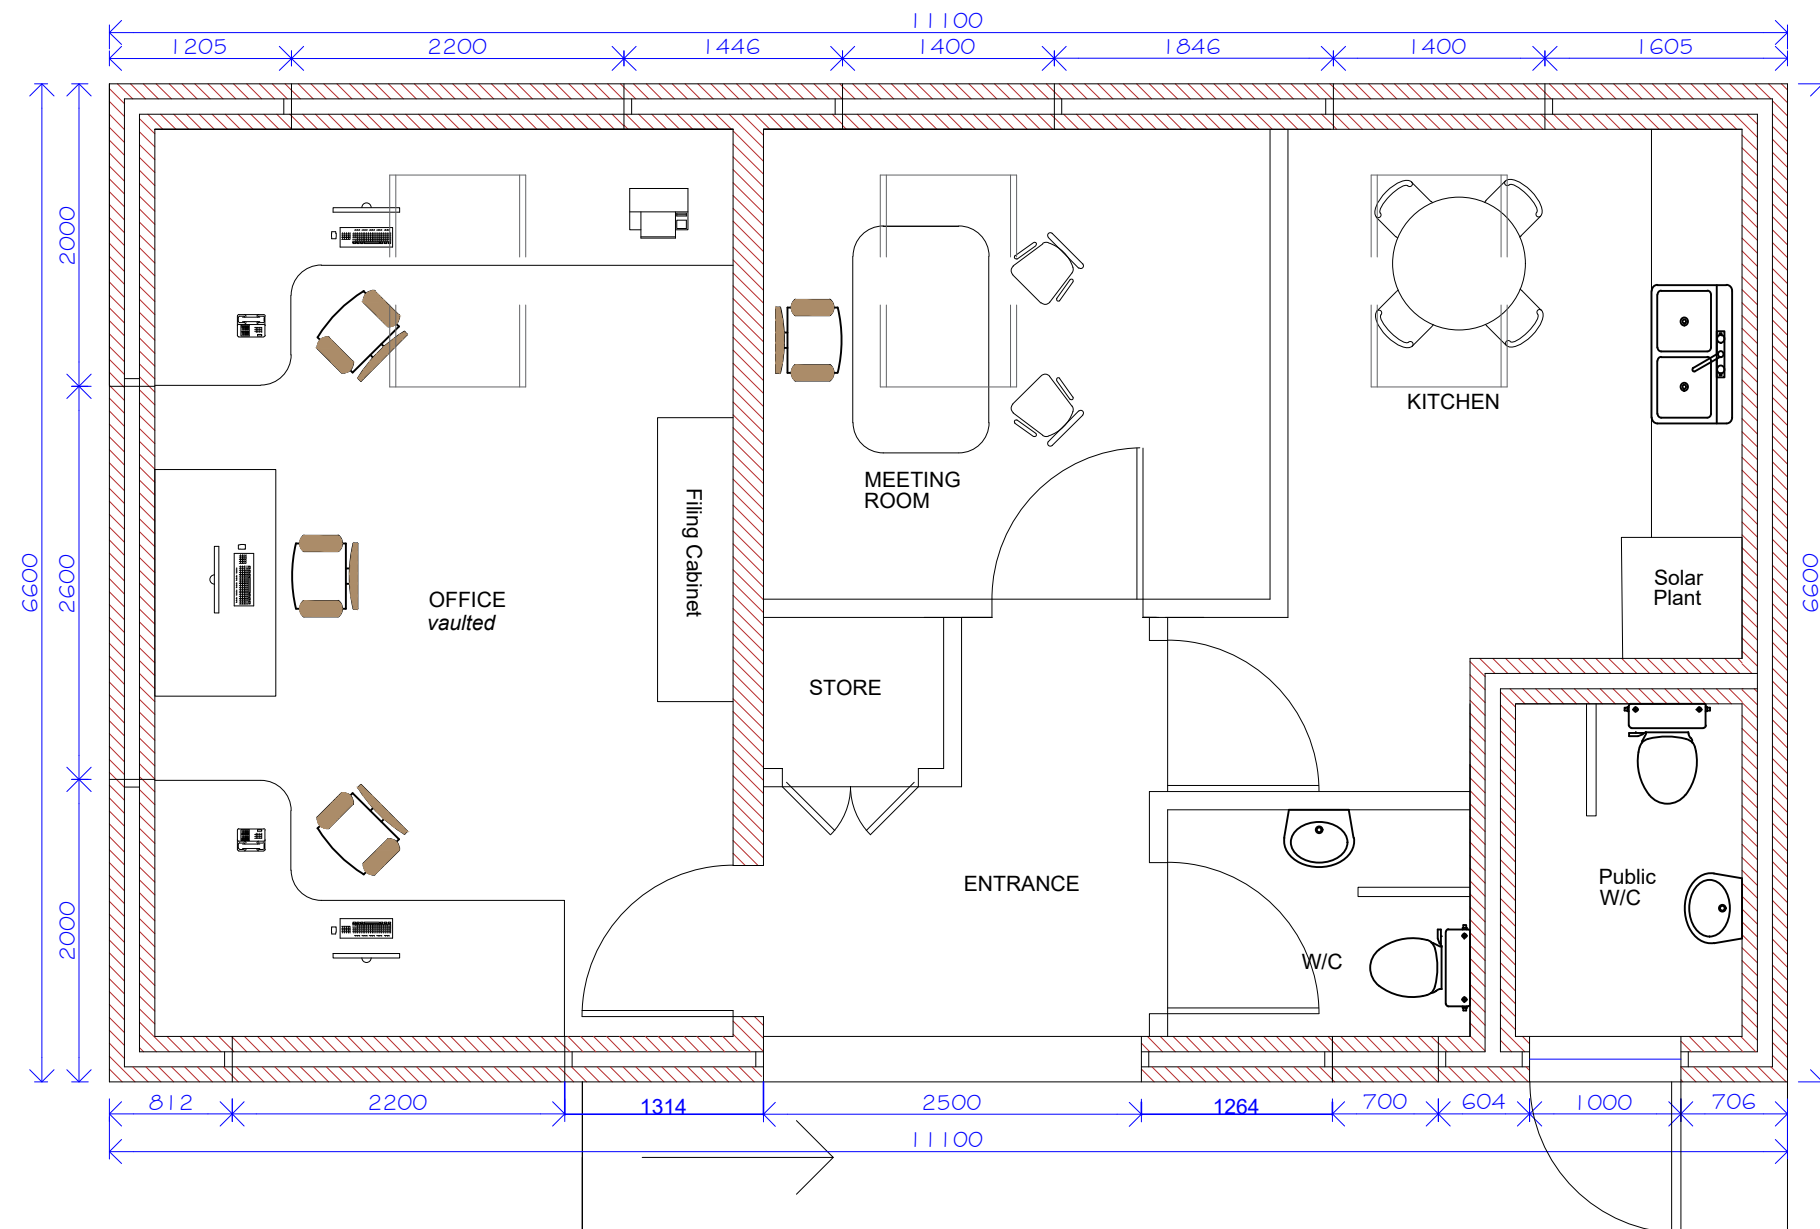 11100
1205 2200 1446 1400 1846 1400 1605
2000
KITCHEN
MEETING
ROOM
Filing Cabinet
6600
2600
OFFICE
vaulted
Solar
Plant
6600
STORE
ENTRANCE
Public
W/C
2000
W/C
812 2200 1314 2500 1264 700 604 1000 706
11100